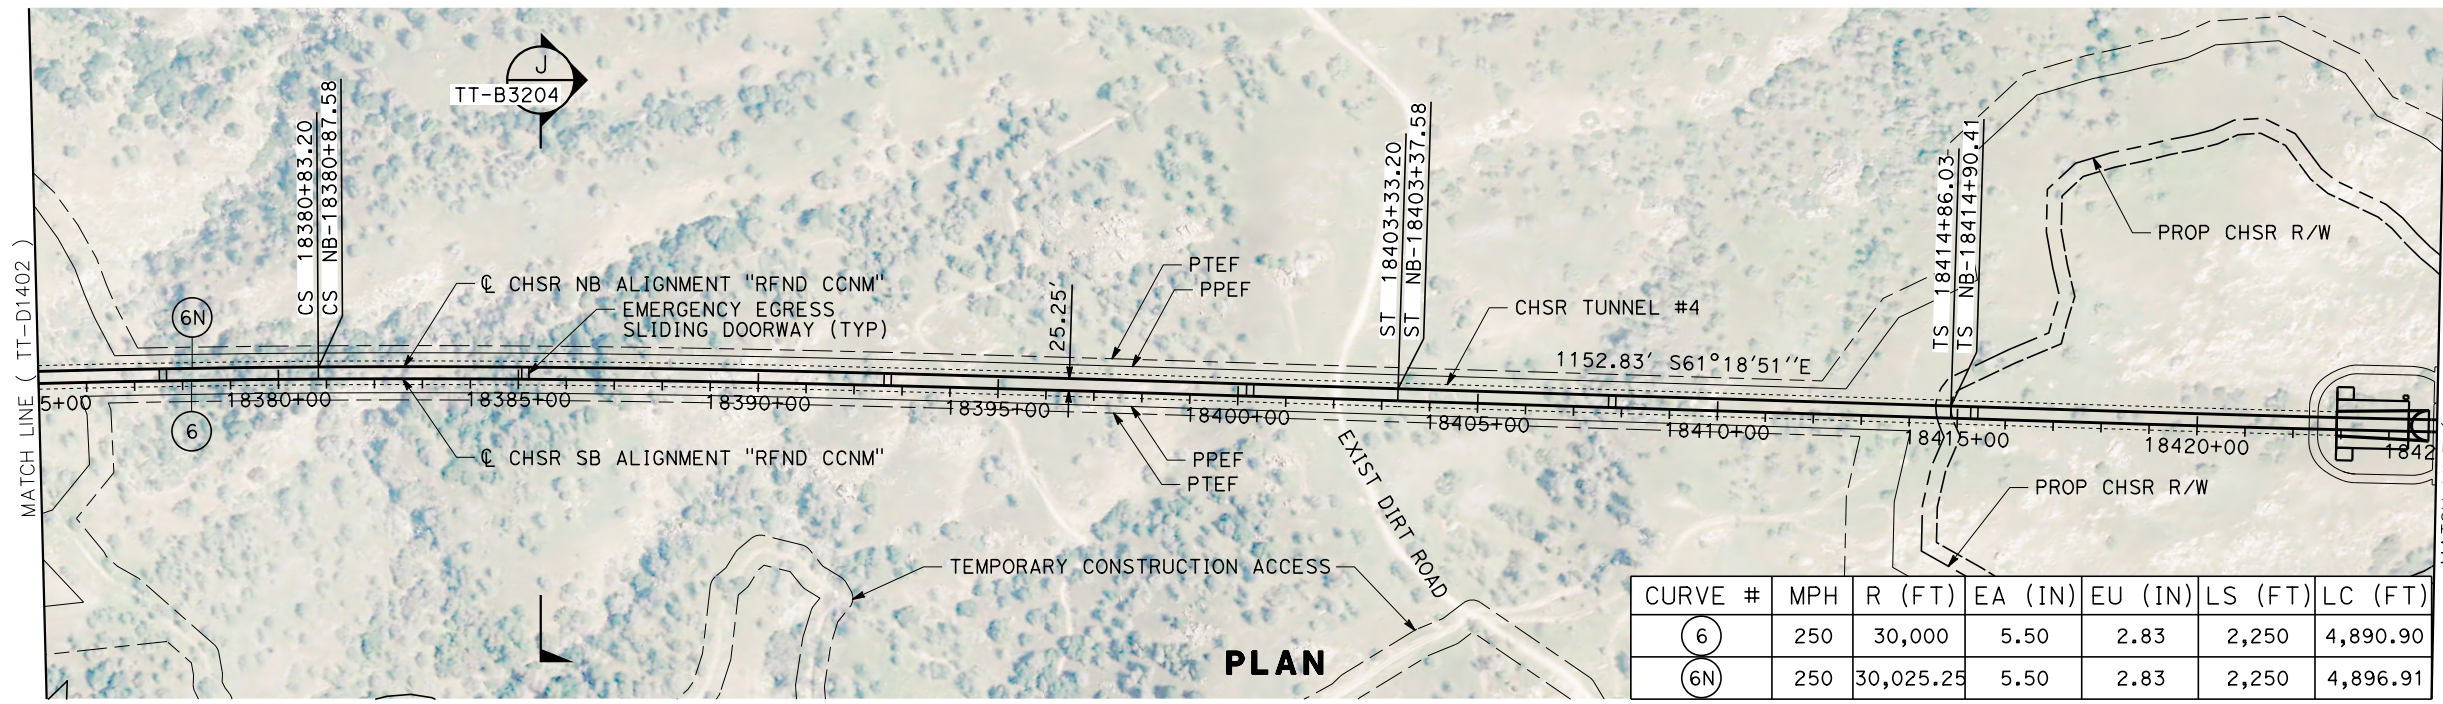 J
TT-B3204
CS 18380+83.20
CS NB-18380+87.58
ST 18403+33.20
ST NB-18403+37.58
TS 18414+86.03
TS NB-18414+90.41
PROP CHSR R/W
MATCH LINE ( TT-D1402 )
6N
℄ CHSR NB ALIGNMENT "RFND CCNM"
EMERGENCY EGRESS
SLIDING DOORWAY (TYP)
25.25'
PTEF
PPEF
CHSR TUNNEL #4
1152.83' S61°18'51''E
5+00
18380+00
18385+00
18390+00
18395+00
18400+00
18405+00
18410+00
18415+00
18420+00
1842
6
℄ CHSR SB ALIGNMENT "RFND CCNM"
PPEF
PTEF
EXIST DIRT ROAD
PROP CHSR R/W
TEMPORARY CONSTRUCTION ACCESS
PLAN
CURVE # MPH R (FT) EA (IN) EU (IN) LS (FT) LC (FT)
6 250 30,000 5.50 2.83 2,250 4,890.90
6N 250 30,025.25 5.50 2.83 2,250 4,896.91